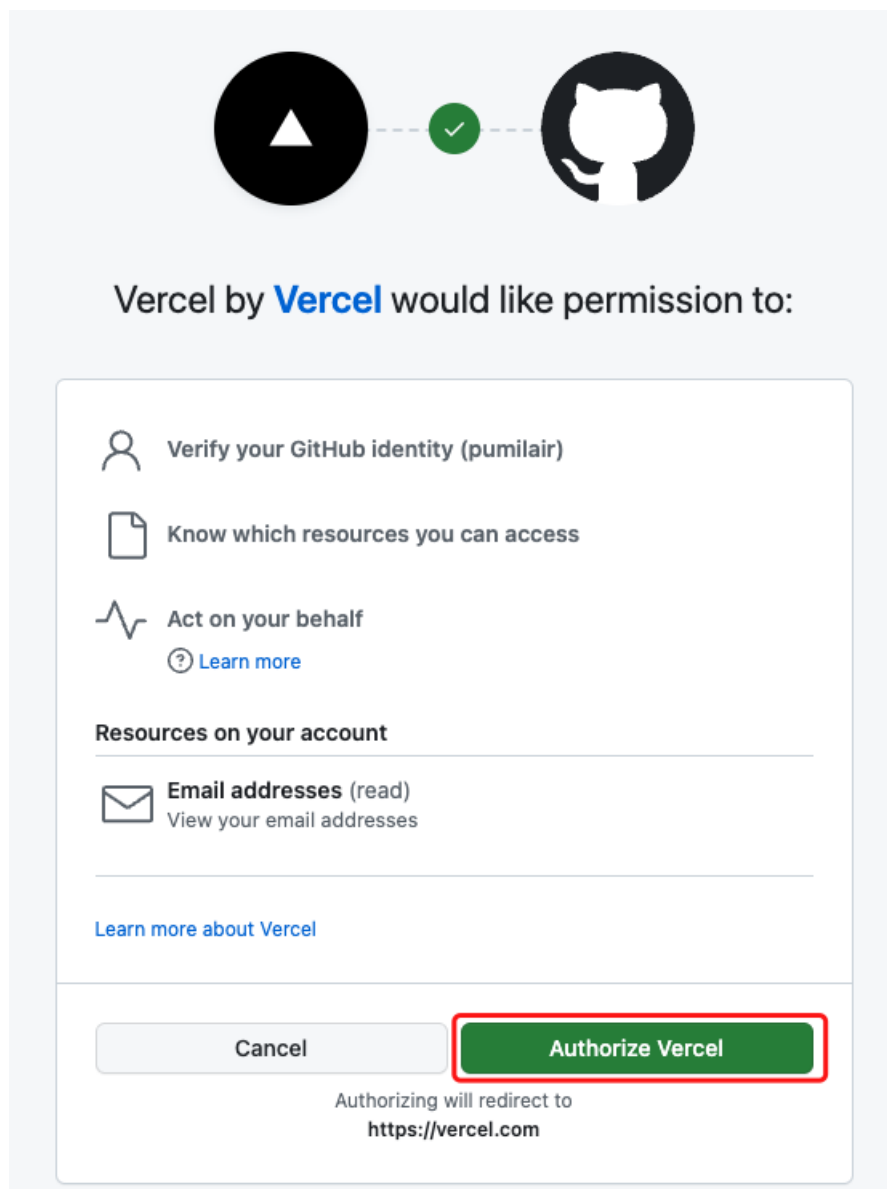 Vercel by Vercel would like permission to:
Verify your GitHub identity (pumilair)
Know which resources you can access
Act on your behalf
? Learn more
Resources on your account
Email addresses (read)
View your email addresses
Learn more about Vercel
Cancel
Authorize Vercel
Authorizing will redirect to
https://vercel.com